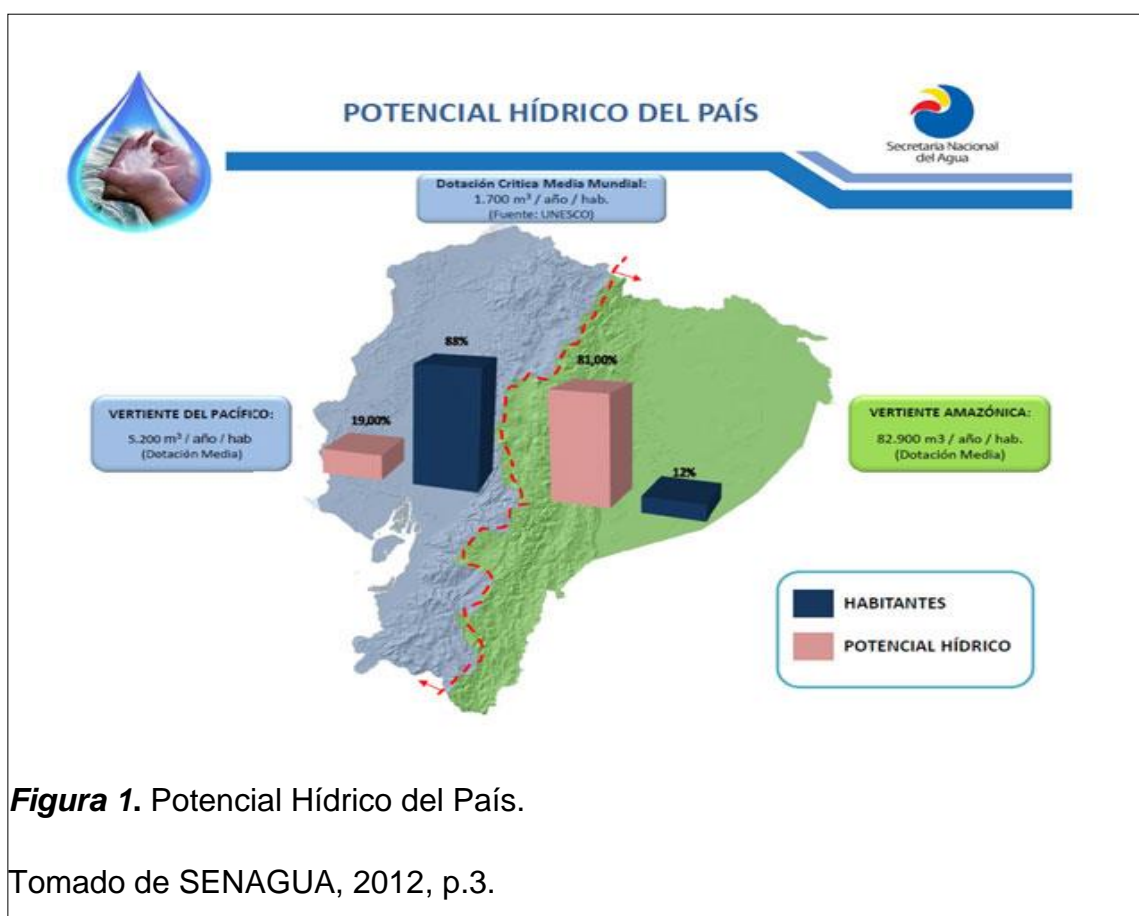 POTENCIAL HÍDRICO DEL PAÍS
Secretaría Nacional
del Agua
Dotación Critica Media Mundial:
1.700 m³ / año / hab.
(Fuente: UNESCO)
88%
81,00%
19,00%
12%
VERTIENTE DEL PACÍFICO:
5.200 m³ / año / hab
(Dotación Media)
VERTIENTE AMAZÓNICA:
82.900 m3 / año / hab.
(Dotación Media)
HABITANTES
POTENCIAL HÍDRICO
Figura 1. Potencial Hídrico del País.
Tomado de SENAGUA, 2012, p.3.